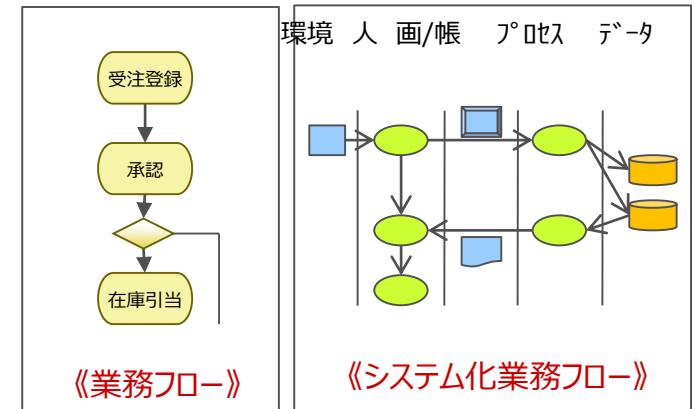 受注登録
承認
在庫引当
《業務フロー》
環境 人 画/帳 ﾌﾟﾛｾｽ ﾃﾞｰﾀ
《システム化業務フロー》